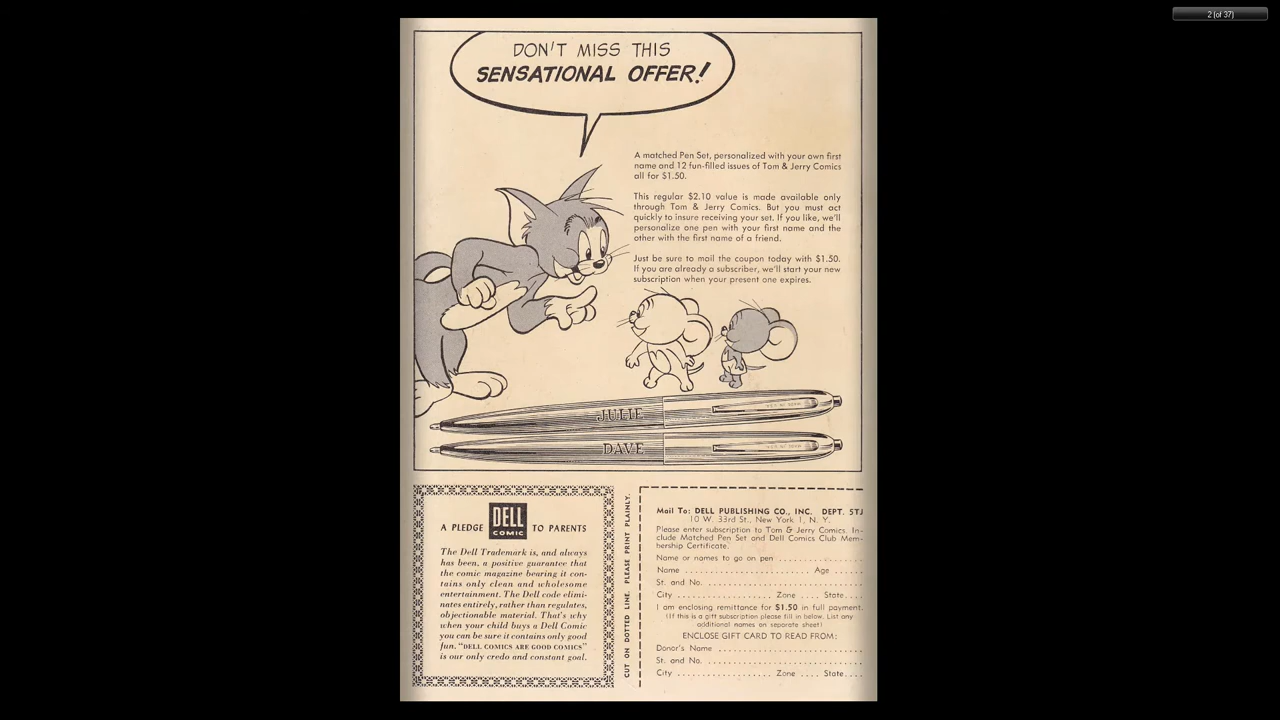 2 (of 37)
DON'T MISS THIS
SENSATIONAL OFFER!
A matched Pen Set, personalized with your own first
name and 12 fun-filled issues of Tom & Jerry Comics
all for $1.50.
This regular $2.10 value is made available only
through Tom & Jerry Comics. But you must act
quickly to insure receiving your set. If you like, we'll
personalize one pen with your first name and the
other with the first name of a friend.
Just be sure to mail the coupon today with $1.50.
If you are already a subscriber, we'll start your new
subscription when your present one expires.
JULIE
DAVE
A PLEDGE DELL COMIC TO PARENTS
The Dell Trademark is, and always
has been, a positive guarantee that
the comic magazine bearing it con-
tains only clean and wholesome
entertainment. The Dell code elimi-
nates entirely, rather than regulates,
objectionable material. That's why
when your child buys a Dell Comic
you can be sure it contains only good
fun. "DELL COMICS ARE GOOD COMICS"
is our only credo and constant goal.
CUT ON DOTTED LINE. PLEASE PRINT PLAINLY.
Mail To: DELL PUBLISHING CO., INC. DEPT. 5TJ
10 W. 33rd St., New York 1, N. Y.
Please enter subscription to Tom & Jerry Comics. In-
clude Matched Pen Set and Dell Comics Club Mem-
bership Certificate.
Name or names to go on pen
Name Age
St. and No.
City Zone State
I am enclosing remittance for $1.50 in full payment.
(If this is a gift subscription please fill in below. List any
additional names on separate sheet)
ENCLOSE GIFT CARD TO READ FROM:
Donor's Name
St. and No.
City Zone State